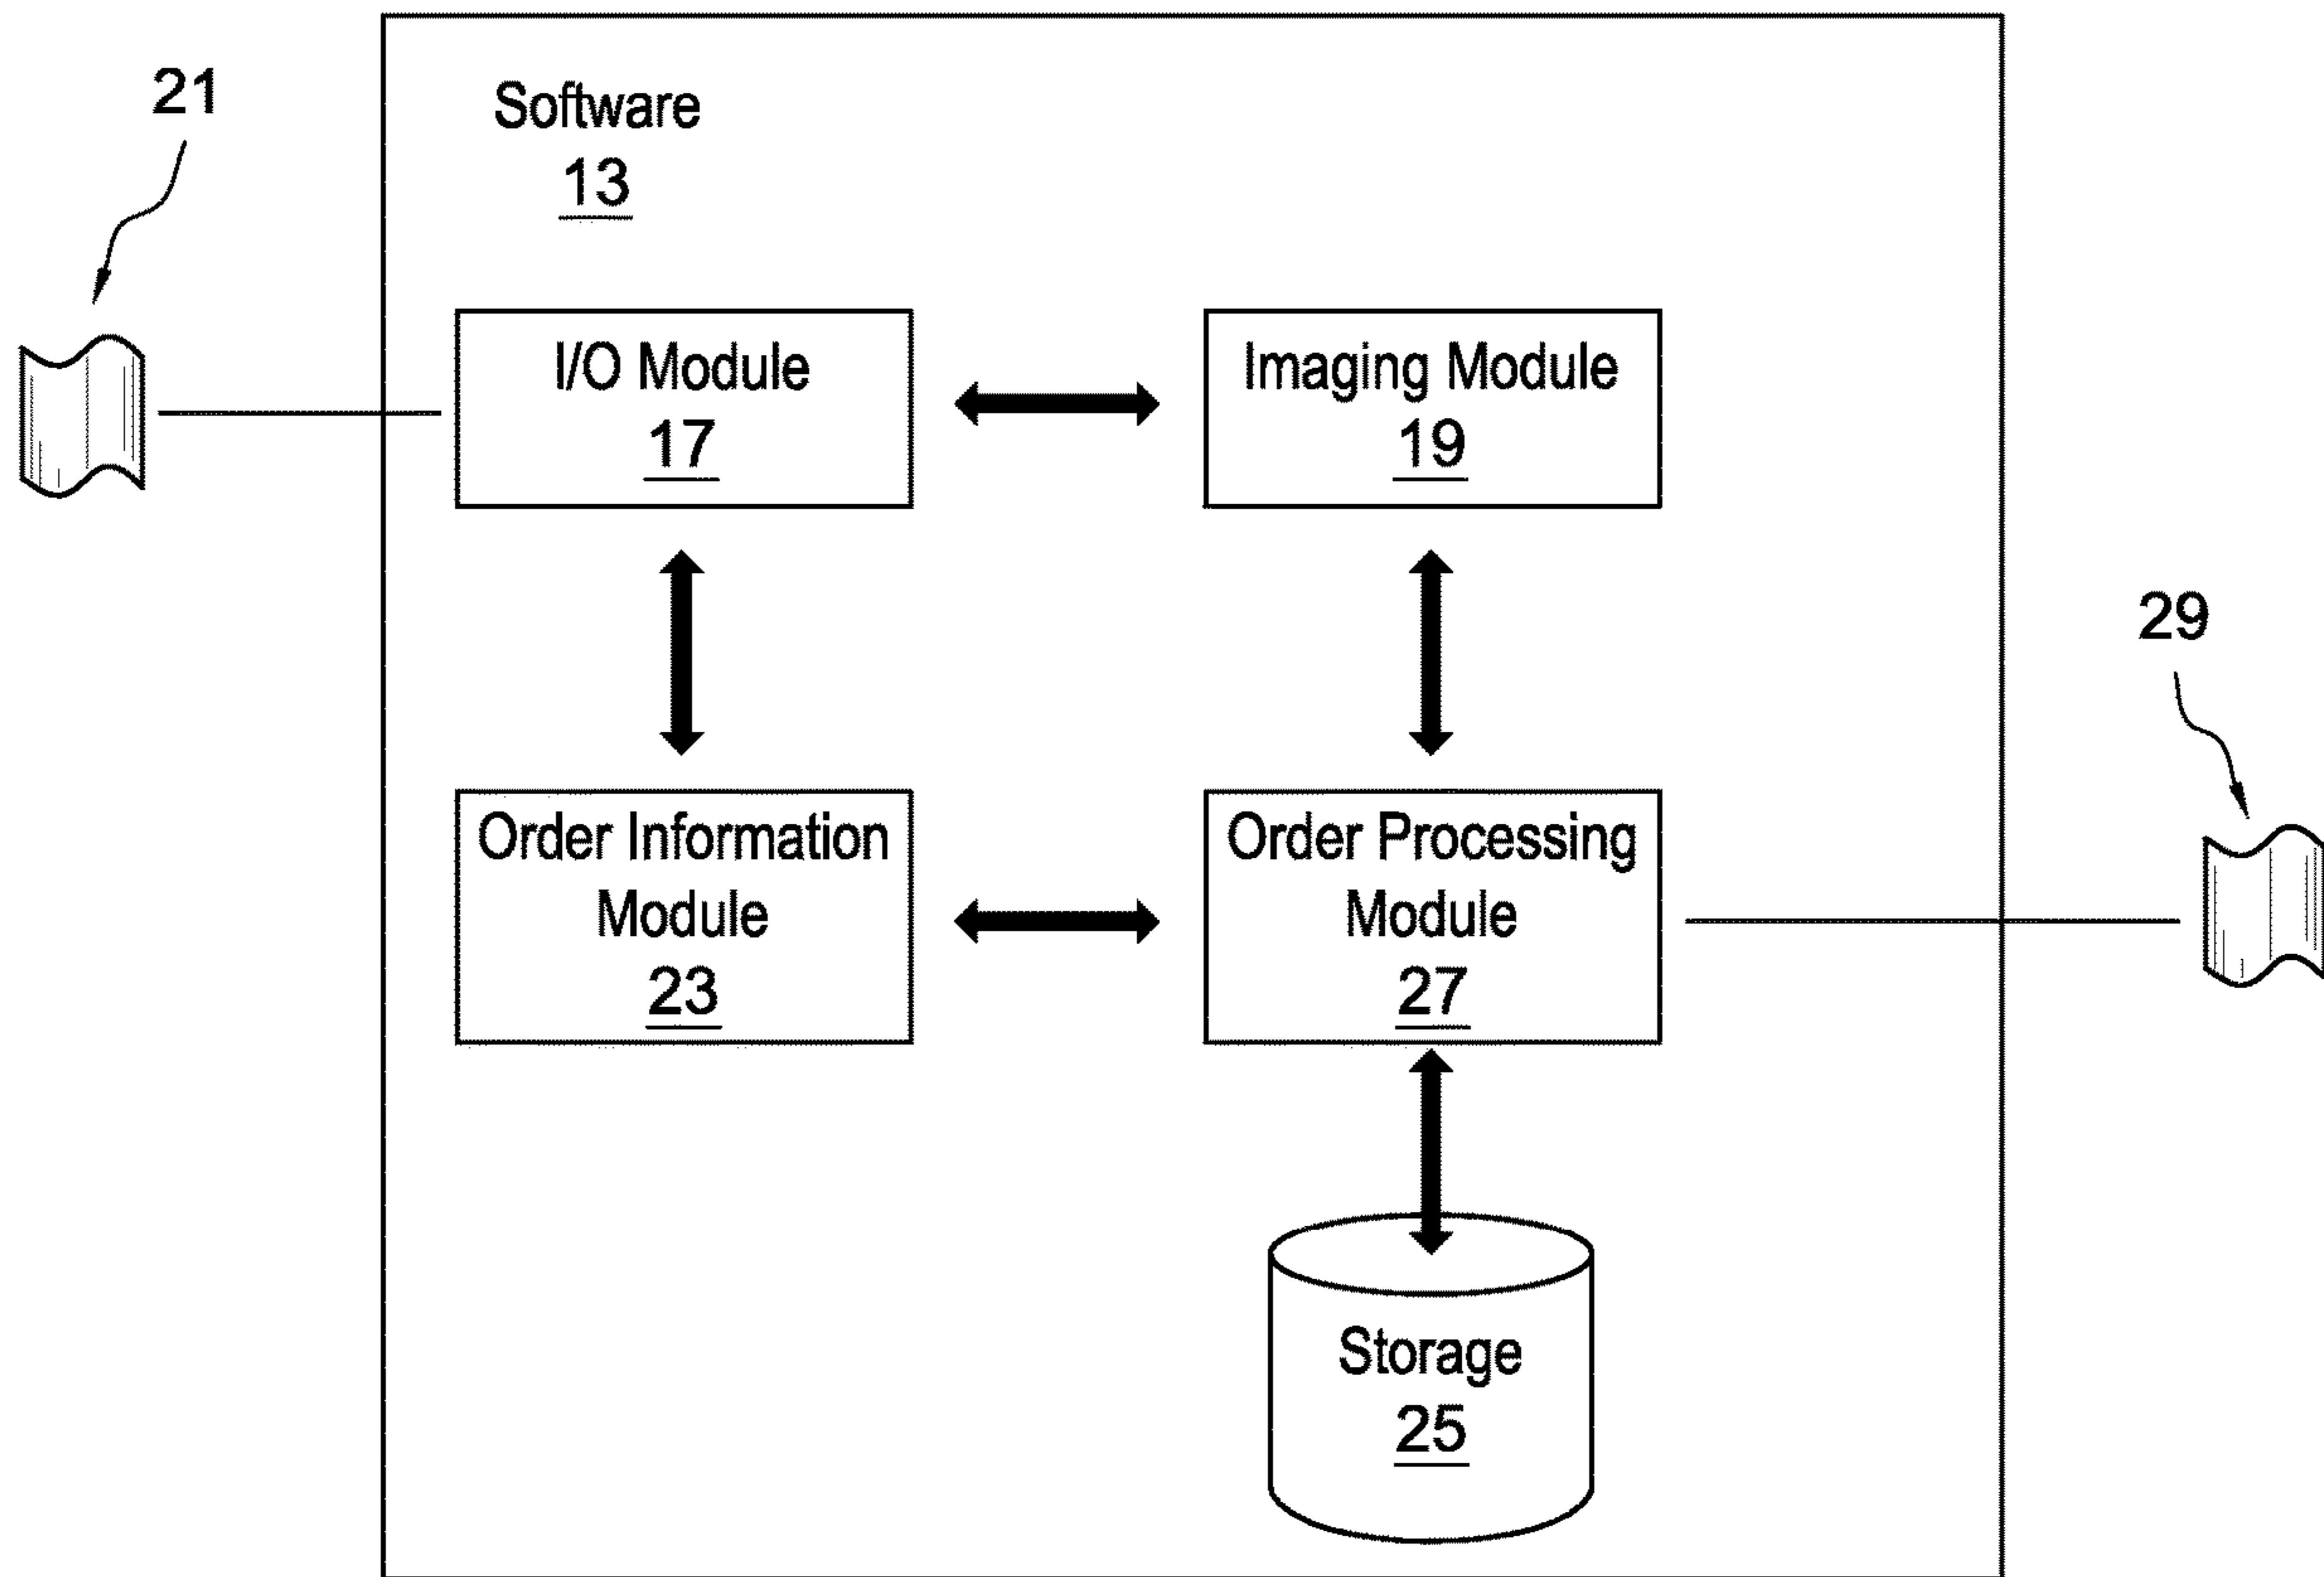 21
Software
13
I/O Module
17
Imaging Module
19
29
Order Information
Module
23
Order Processing
Module
27
Storage
25